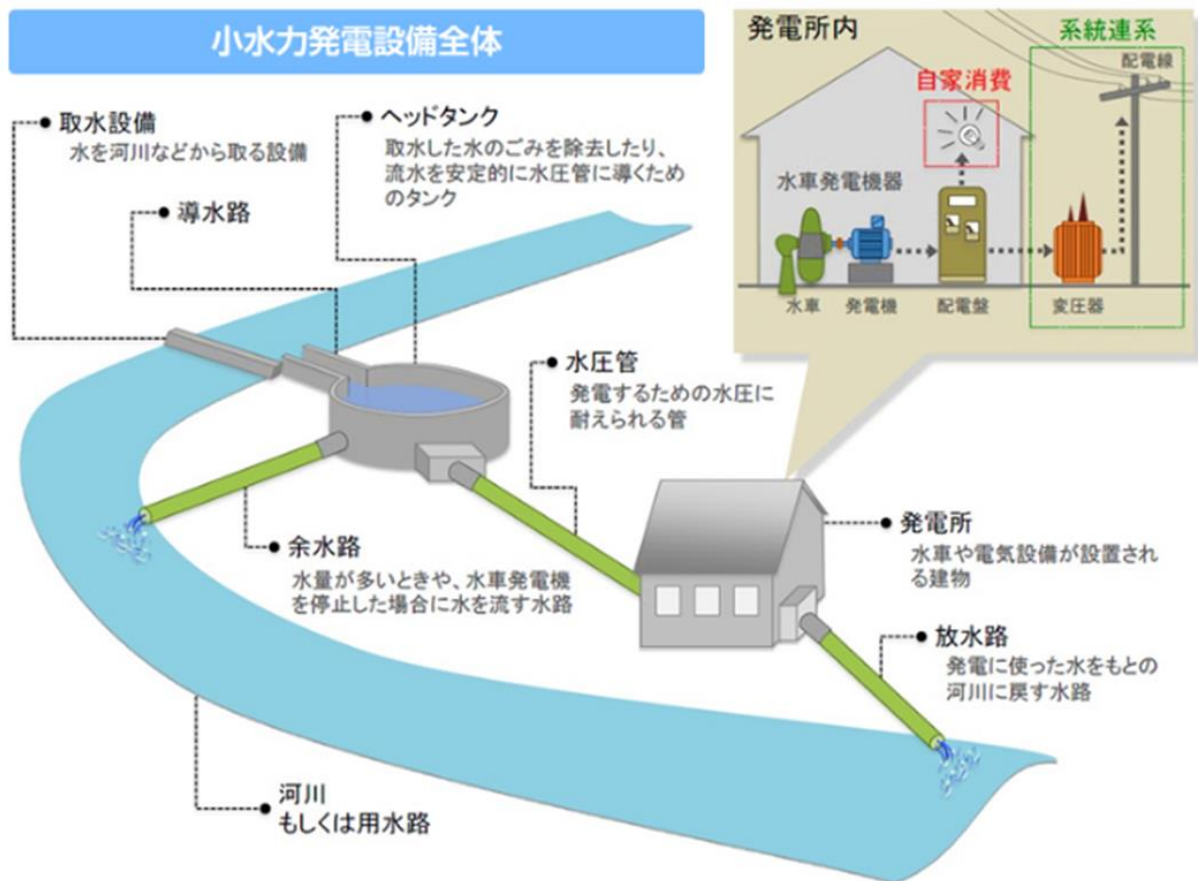 小水力発電設備全体
取水設備
水を河川などから取る設備
導水路
ヘッドタンク
取水した水のごみを除去したり、
流水を安定的に水圧管に導くため
のタンク
発電所内
系統連系
配電線
自家消費
水車発電機器
水車
発電機
配電盤
変圧器
水圧管
発電するための水圧に
耐えられる管
余水路
水量が多いときや、水車発電機
を停止した場合に水を流す水路
発電所
水車や電気設備が設置され
る建物
放水路
発電に使った水をもとの
河川に戻す水路
河川
もしくは用水路